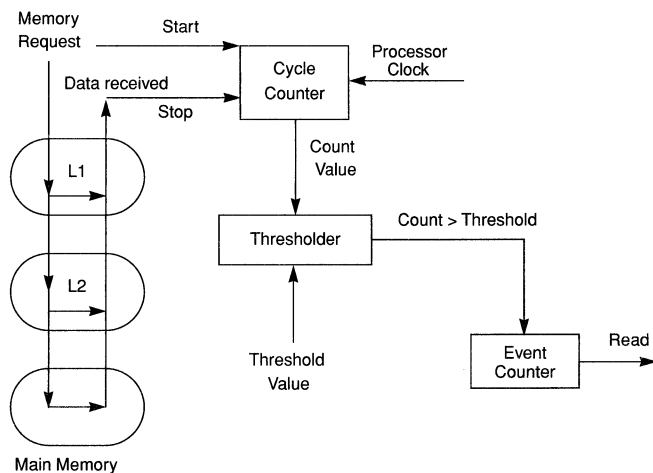 Memory
Request
Start
Processor
Clock
Cycle
Counter
Data received
Stop
L1
Count
Value
Count > Threshold
Thresholder
L2
Read
Event
Counter
Threshold
Value
Main Memory